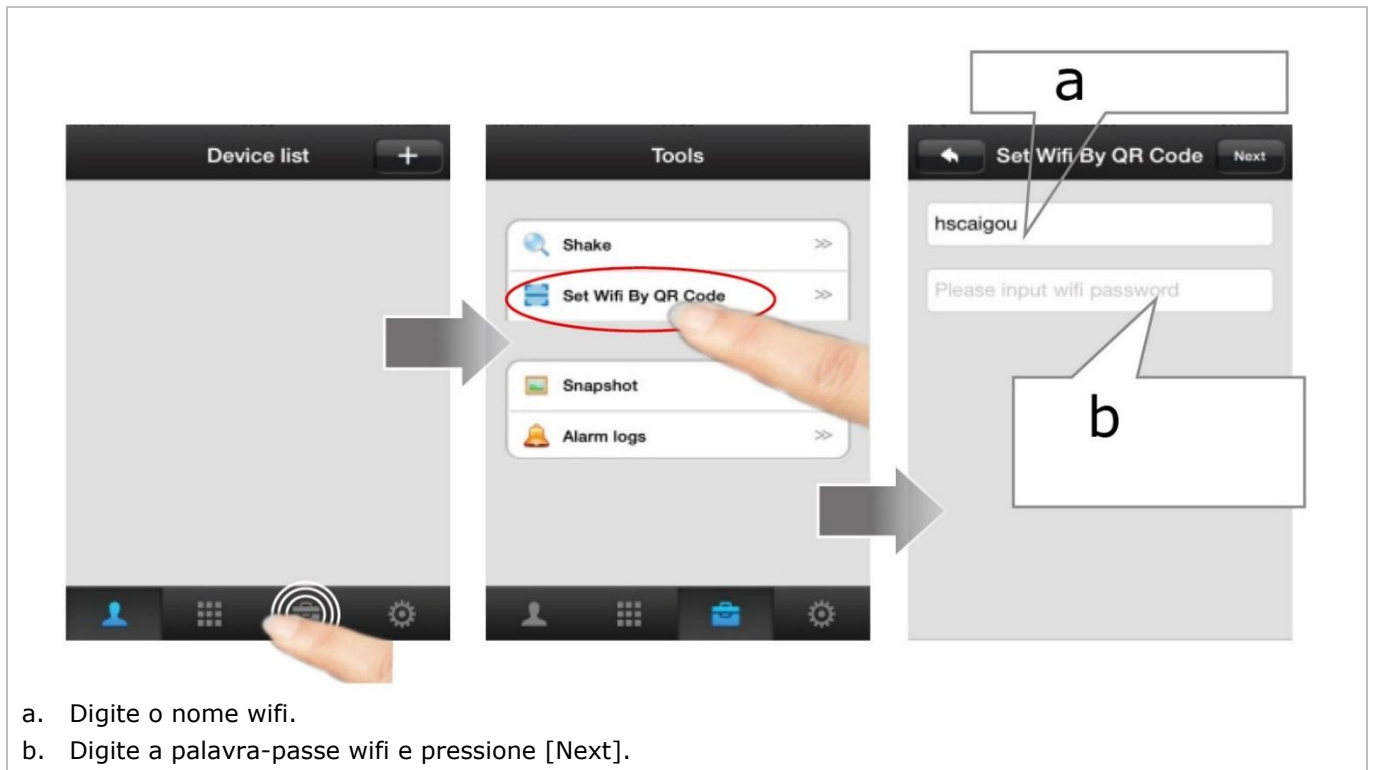 a
Device list
+
Tools
Set Wifi By QR Code
Next
Shake
>>
hscaigou
Set Wifi By QR Code
>>
Please input wifi password
Snapshot
b
Alarm logs
>>
a. Digite o nome wifi.
b. Digite a palavra-passe wifi e pressione [Next].